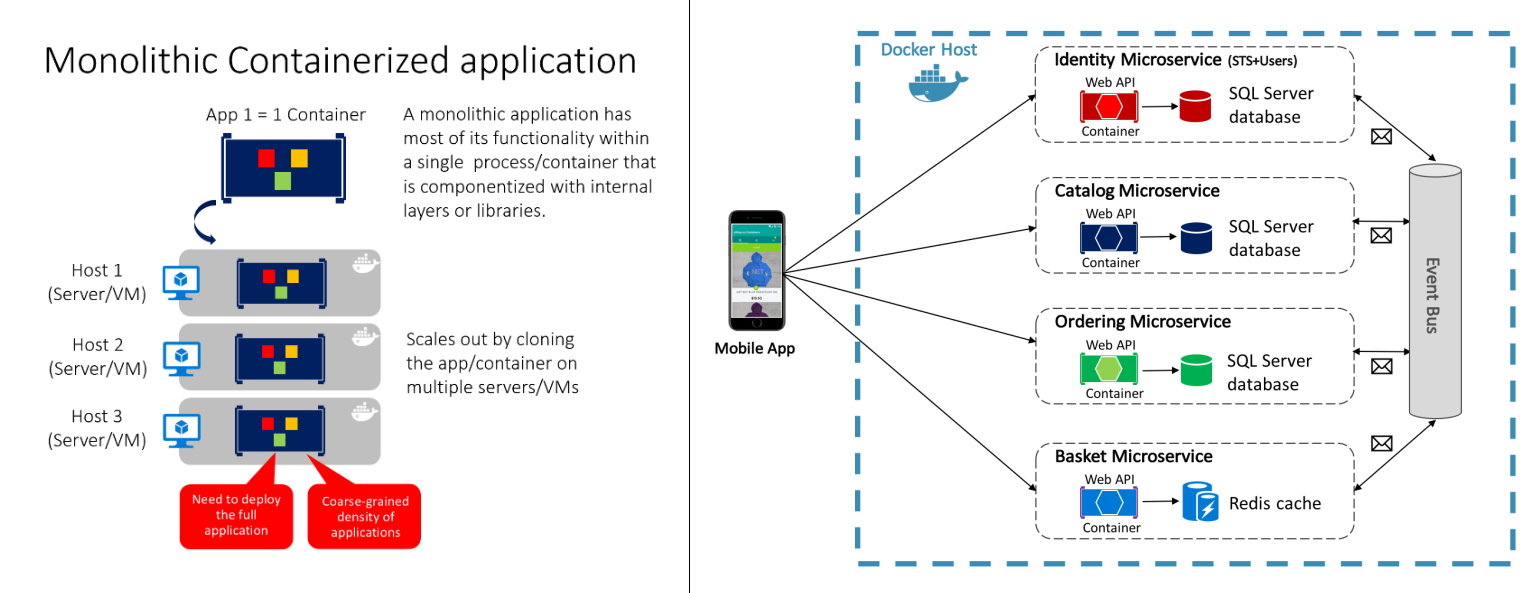 Monolithic Containerized application
App 1 = 1 Container
A monolithic application has
most of its functionality within
a single process/container that
is componentized with internal
layers or libraries.
Host 1
(Server/VM)
Host 2
(Server/VM)
Host 3
(Server/VM)
Scales out by cloning
the app/container on
multiple servers/VMs
Need to deploy
the full
application
Coarse-grained
density of
applications
Mobile App
Docker Host
Identity Microservice (STS+Users)
Web API
Container
SQL Server
database
Catalog Microservice
Web API
Container
SQL Server
database
Ordering Microservice
Web API
Container
SQL Server
database
Basket Microservice
Web API
Container
Redis cache
Event Bus